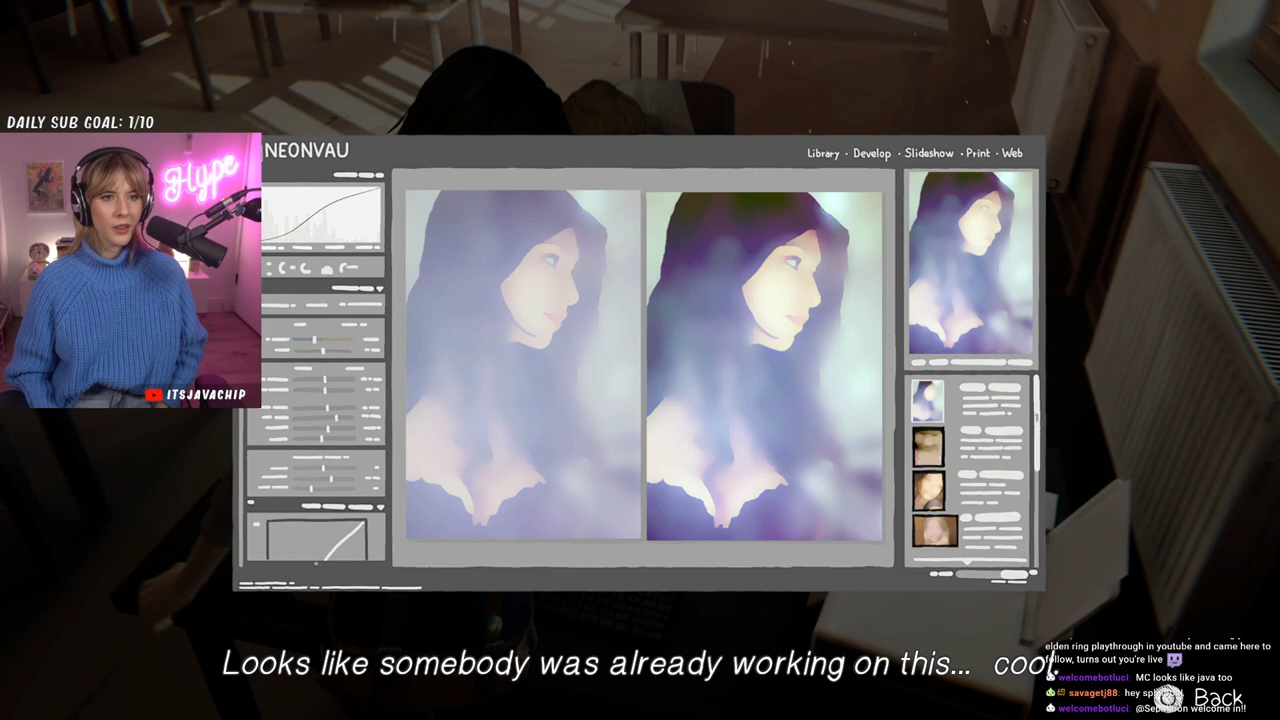 DAILY SUB GOAL: 1/10
Hype
ITSJAVACHIP
NEONVAU
Library · Develop · Slideshow · Print · Web
Looks like somebody was already working on this... cool
elden ring playthrough in youtube and came here to
follow, turns out you're live
welcomebotluci: MC looks like java too
savagetj88: hey
welcomebotluci: welcome in!!
Back